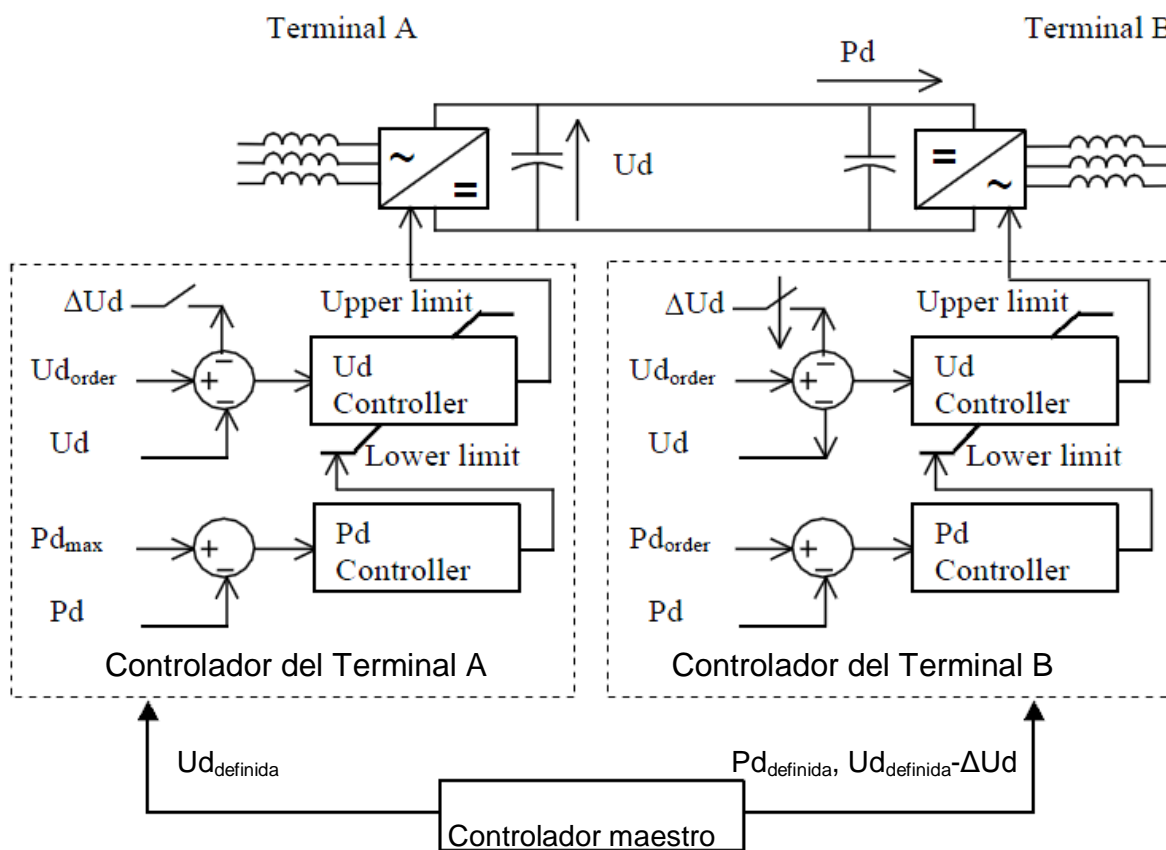 Terminal A
Terminal B
Pd
~
=
Ud
=
~
ΔUd
Upper limit
Ud_order
Ud
Controller
Ud
Lower limit
Pd_max
Pd
Controller
Pd
Controlador del Terminal A
ΔUd
Upper limit
Ud_order
Ud
Controller
Ud
Lower limit
Pd_order
Pd
Controller
Pd
Controlador del Terminal B
Ud_definida
Pd_definida, Ud_definida-ΔUd
Controlador maestro